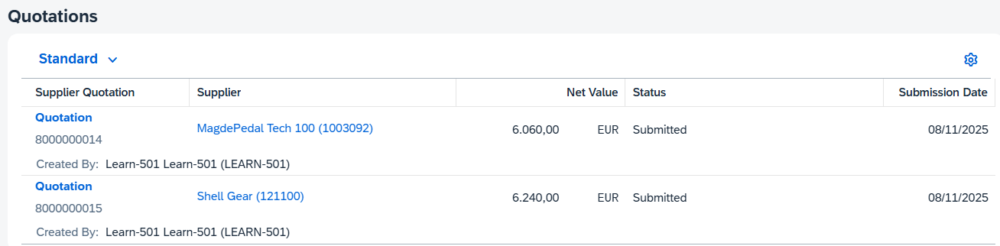 Quotations
Standard
Supplier Quotation Supplier Net Value Status Submission Date
Quotation
MagdePedal Tech 100 (1003092) 6.060,00 EUR Submitted 08/11/2025
8000000014
Created By: Learn-501 Learn-501 (LEARN-501)
Quotation
Shell Gear (121100) 6.240,00 EUR Submitted 08/11/2025
8000000015
Created By: Learn-501 Learn-501 (LEARN-501)